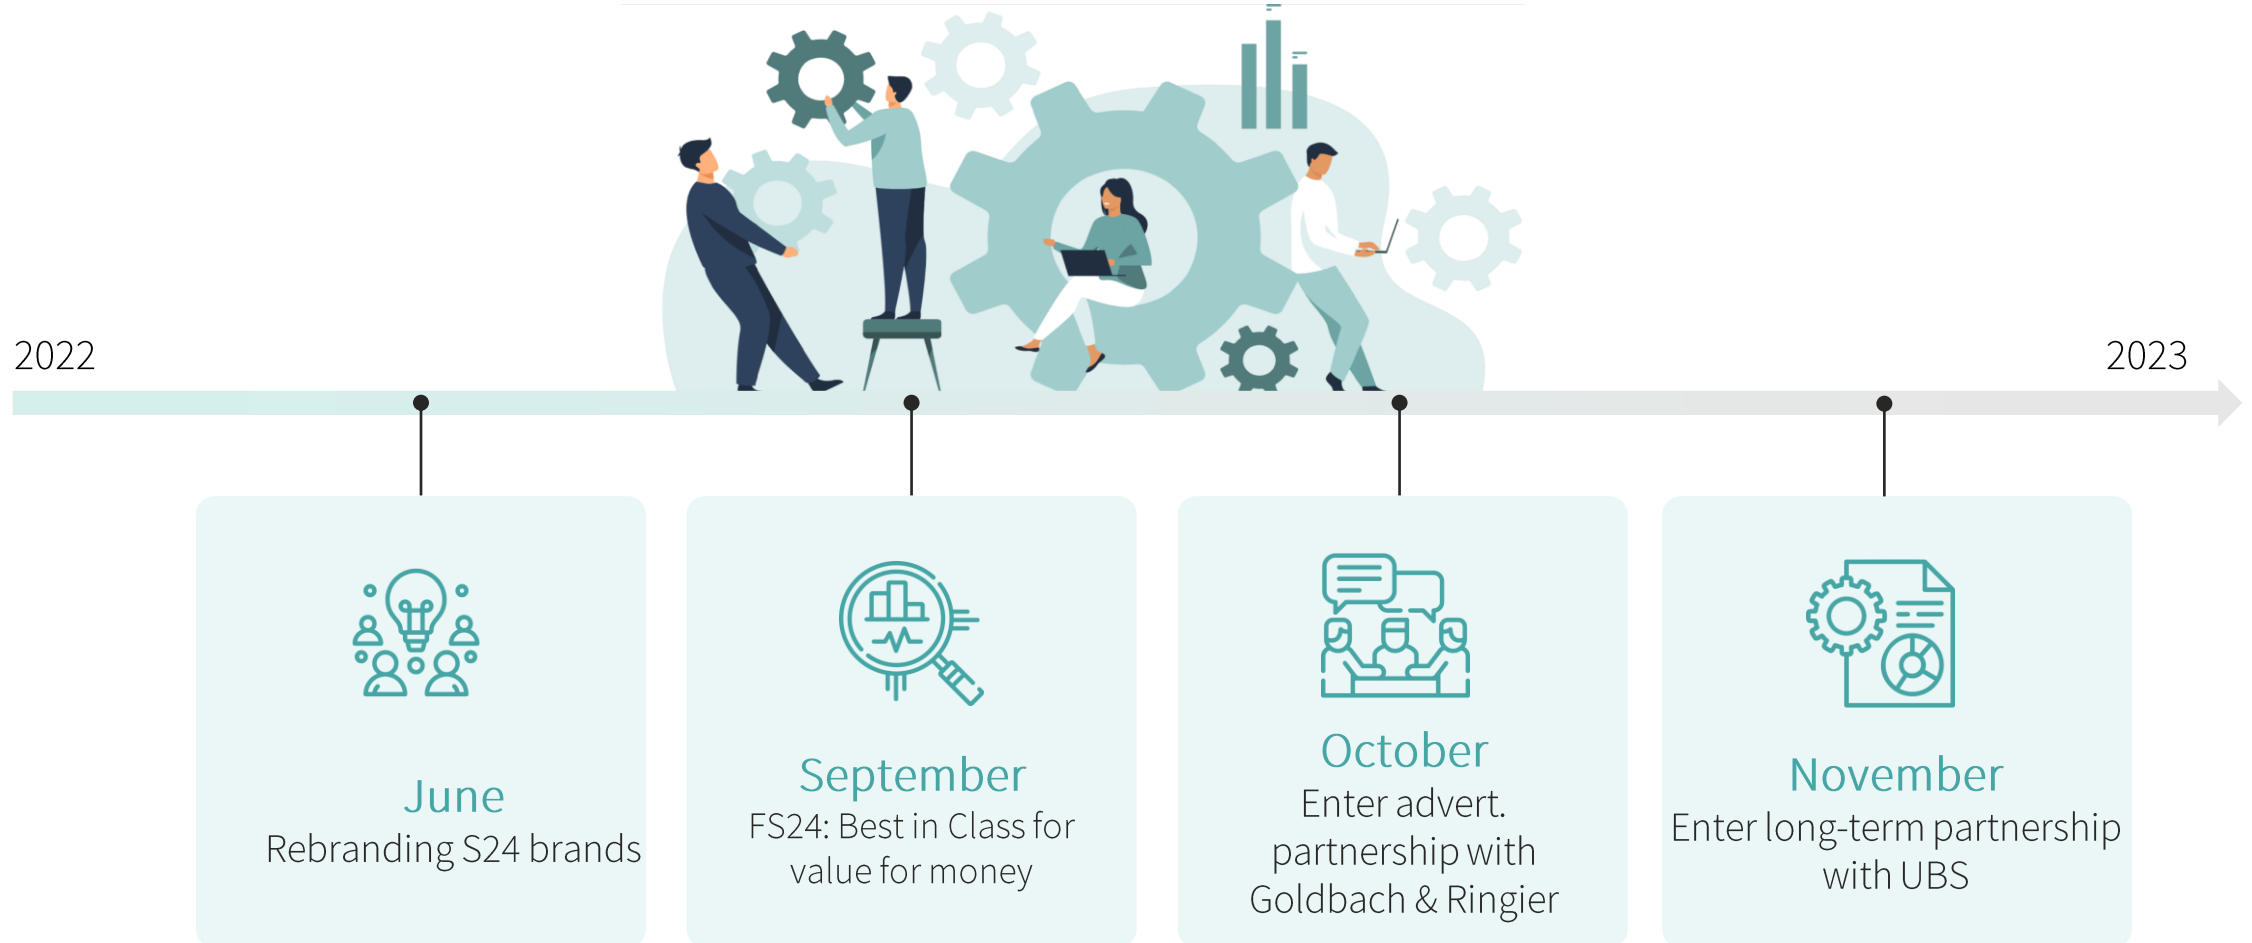 2022
2023
June
Rebranding S24 brands
September
FS24: Best in Class for
value for money
October
Enter advert.
partnership with
Goldbach & Ringier
November
Enter long-term partnership
with UBS